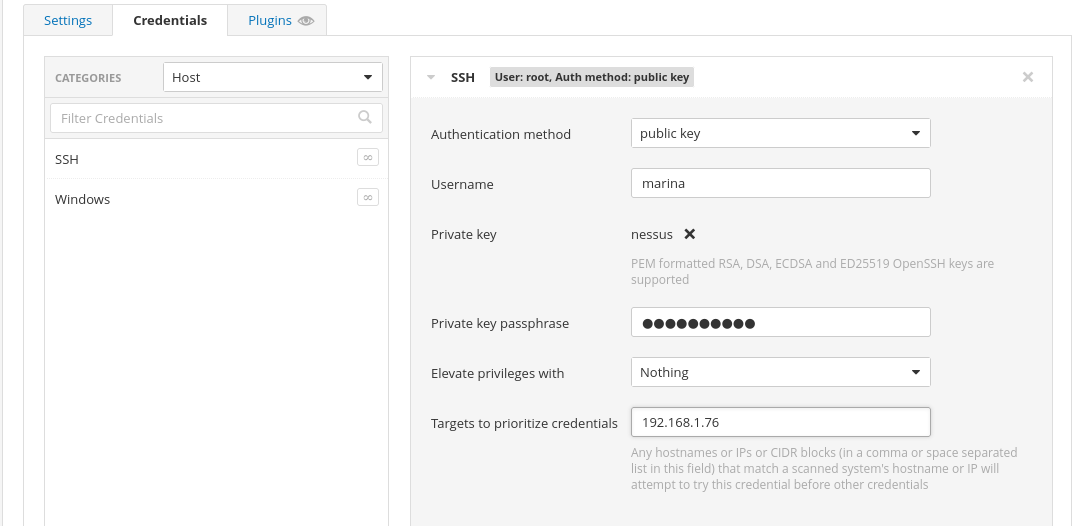 Settings
Credentials
Plugins
CATEGORIES
Host
Filter Credentials
SSH
∞
Windows
∞
SSH User: root, Auth method: public key
Authentication method
public key
Username
marina
Private key
nessus
PEM formatted RSA, DSA, ECDSA and ED25519 OpenSSH keys are
supported
Private key passphrase
●●●●●●●●●●
Elevate privileges with
Nothing
Targets to prioritize credentials
192.168.1.76
Any hostnames or IPs or CIDR blocks (in a comma or space separated
list in this field) that match a scanned system's hostname or IP will
attempt to try this credential before other credentials